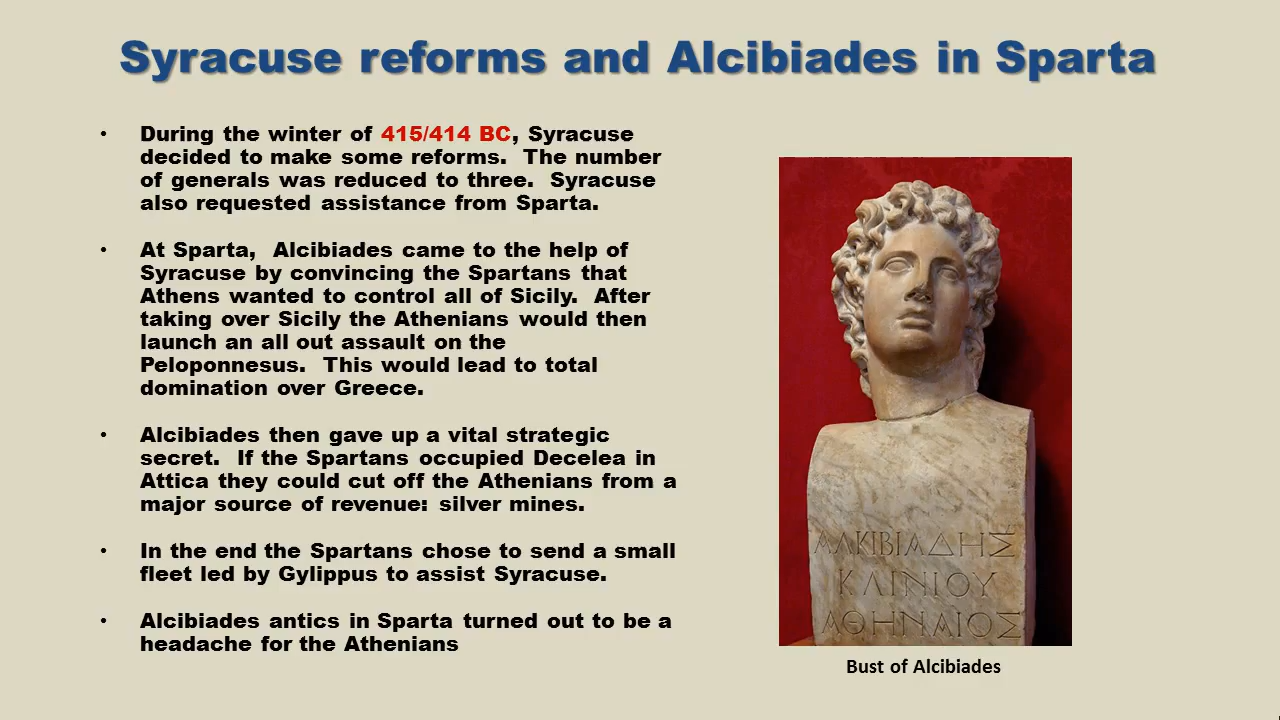 Syracuse reforms and Alcibiades in Sparta
• During the winter of 415/414 BC, Syracuse
decided to make some reforms.  The number
of generals was reduced to three.  Syracuse
also requested assistance from Sparta.
• At Sparta,  Alcibiades came to the help of
Syracuse by convincing the Spartans that
Athens wanted to control all of Sicily.  After
taking over Sicily the Athenians would then
launch an all out assault on the
Peloponnesus.  This would lead to total
domination over Greece.
• Alcibiades then gave up a vital strategic
secret.  If the Spartans occupied Decelea in
Attica they could cut off the Athenians from a
major source of revenue:  silver mines.
• In the end the Spartans chose to send a small
fleet led by Gylippus to assist Syracuse.
• Alcibiades antics in Sparta turned out to be a
headache for the Athenians
ΑΛΚΙΒΙΑΔΗΣ
ΚΛΙΝΙΟΥ
ΑΘΗΝΑΙΟΣ
Bust of Alcibiades